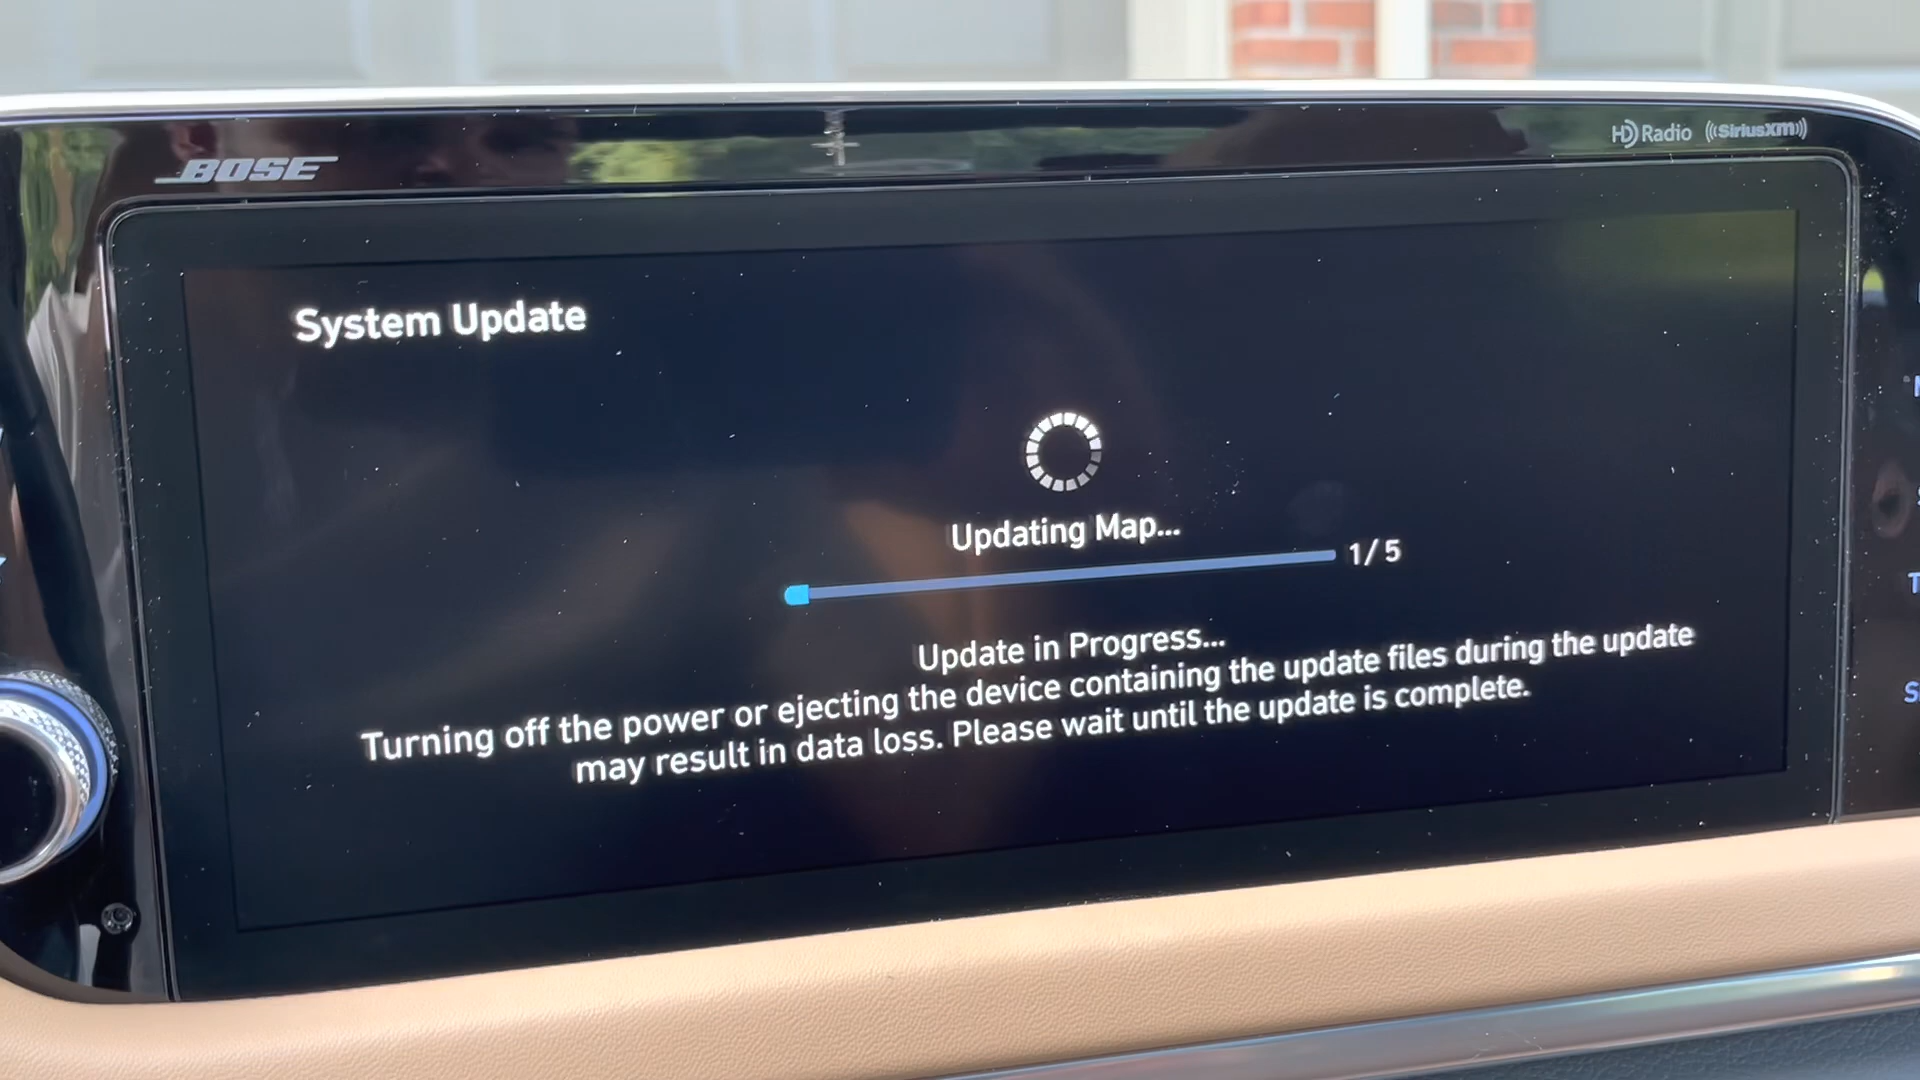 BOSE
HD Radio ((SiriusXM))
System Update
Updating Map...
1/5
Update in Progress...
Turning off the power or ejecting the device containing the update files during the update
may result in data loss. Please wait until the update is complete.